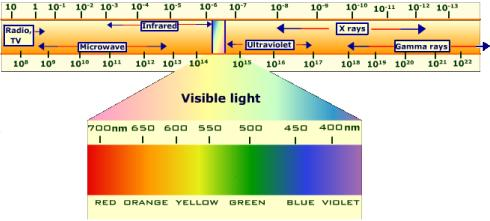 10 1 10⁻¹ 10⁻² 10⁻³ 10⁻⁴ 10⁻⁵ 10⁻⁶ 10⁻⁷ 10⁻⁸ 10⁻⁹ 10⁻¹⁰ 10⁻¹¹ 10⁻¹² 10⁻¹³
Radio, TV
Microwave
Infrared
Ultraviolet
X rays
Gamma rays
10⁸ 10⁹ 10¹⁰ 10¹¹ 10¹² 10¹³ 10¹⁴ 10¹⁵ 10¹⁶ 10¹⁷ 10¹⁸ 10¹⁹ 10²⁰ 10²¹ 10²²
Visible light
700nm 650 600 550 500 450 400nm
RED ORANGE YELLOW GREEN BLUE VIOLET